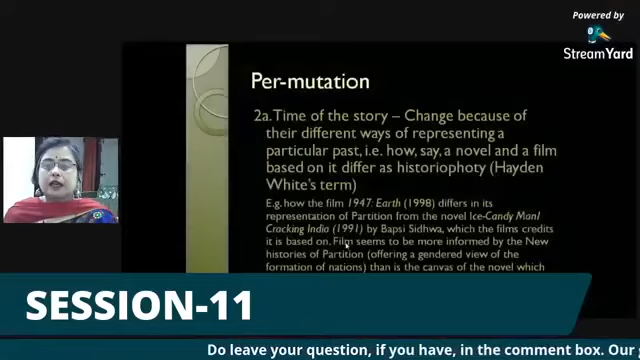 Powered by
StreamYard
Per-mutation
2a. Time of the story – Change because of
their different ways of representing a
particular past, i.e. how, say, a novel and a film
based on it differ as historiophoty (Hayden
White's term)
E.g. how the film 1947: Earth (1998) differs in its
representation of Partition from the novel Ice-Candy Man/
Cracking India (1991) by Bapsi Sidhwa, which the films credits
it is based on. Film seems to be more informed by the New
histories of Partition (offering a gendered view of the
formation of nations) than is the canvas of the novel which
SESSION-11
Do leave your question, if you have, in the comment box. Our